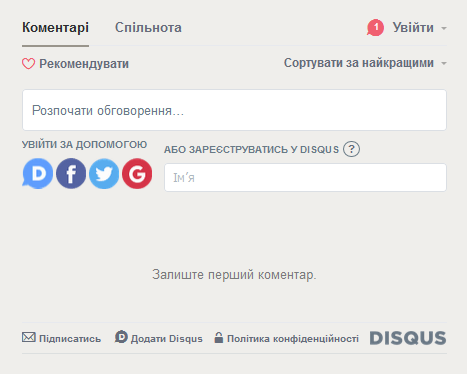 Коментарі Спільнота 1 Увійти
Рекомендувати Сортувати за найкращими
Розпочати обговорення...
УВІЙТИ ЗА ДОПОМОГОЮ АБО ЗАРЕЄСТРУВАТИСЬ У DISQUS ?
D f G Ім’я
Залиште перший коментар.
Підписатись D Додати Disqus Політика конфіденційності DISQUS